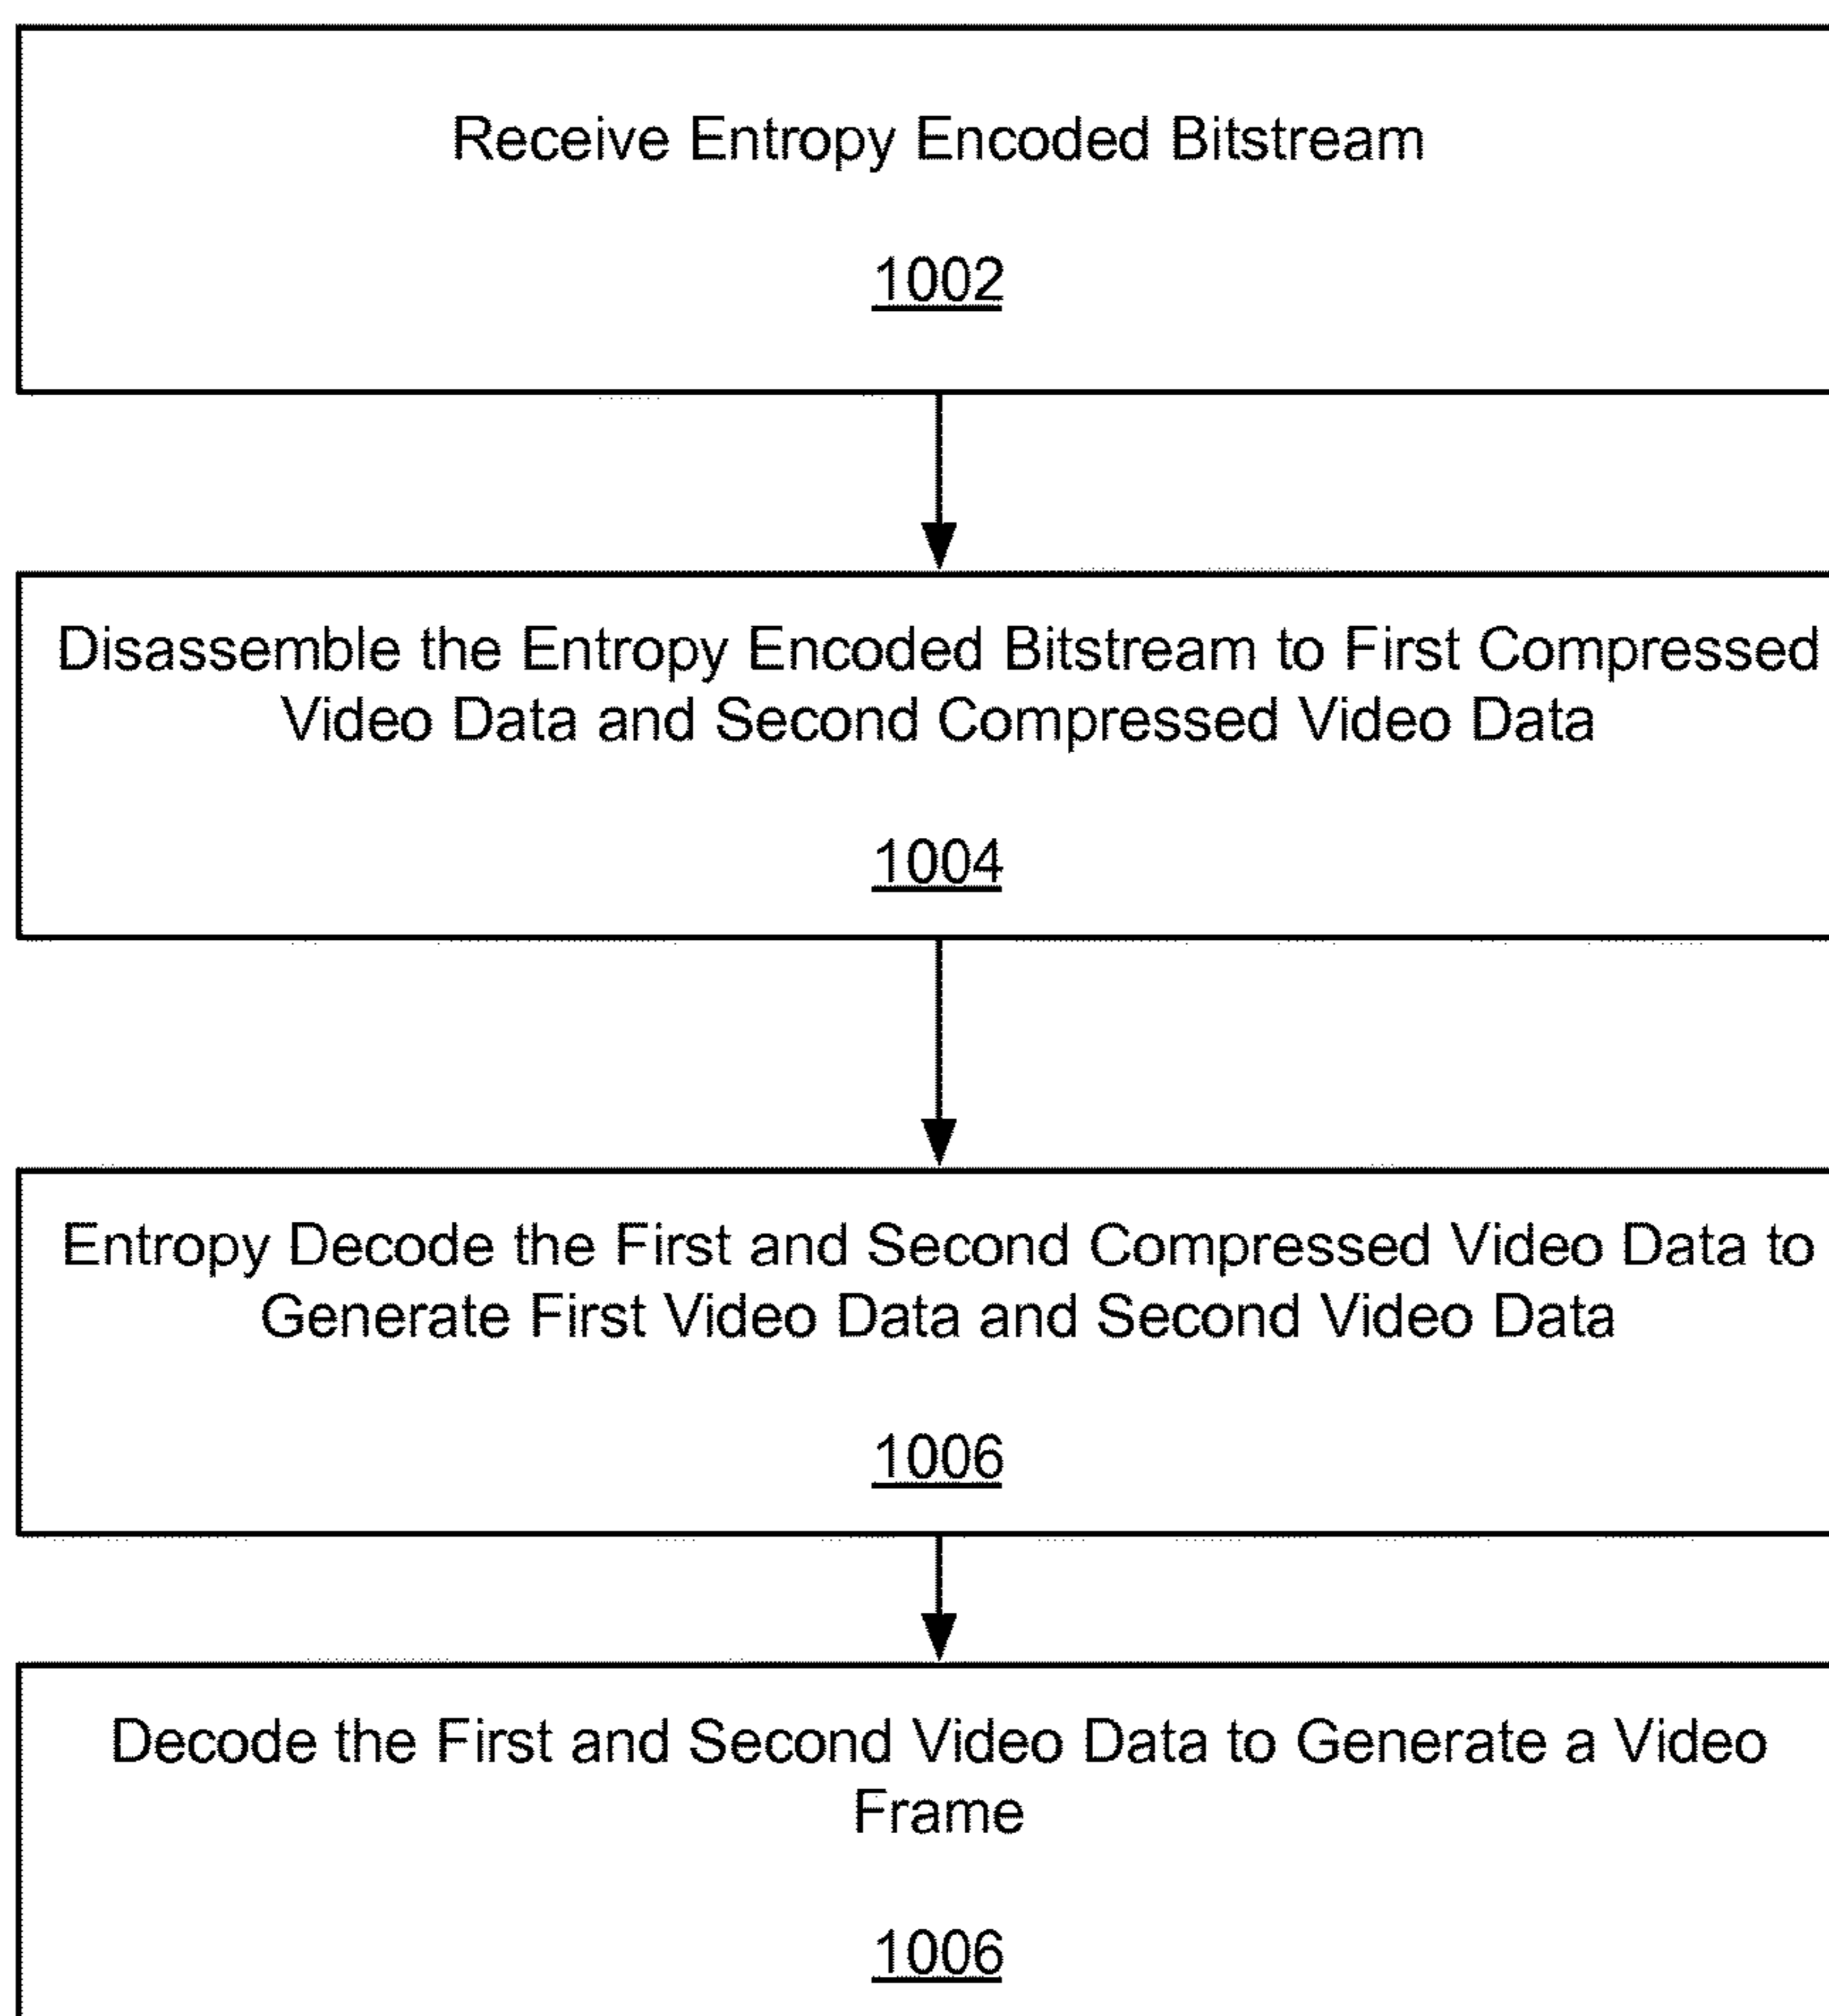 Receive Entropy Encoded Bitstream
1002
Disassemble the Entropy Encoded Bitstream to First Compressed
Video Data and Second Compressed Video Data
1004
Entropy Decode the First and Second Compressed Video Data to
Generate First Video Data and Second Video Data
1006
Decode the First and Second Video Data to Generate a Video
Frame
1006